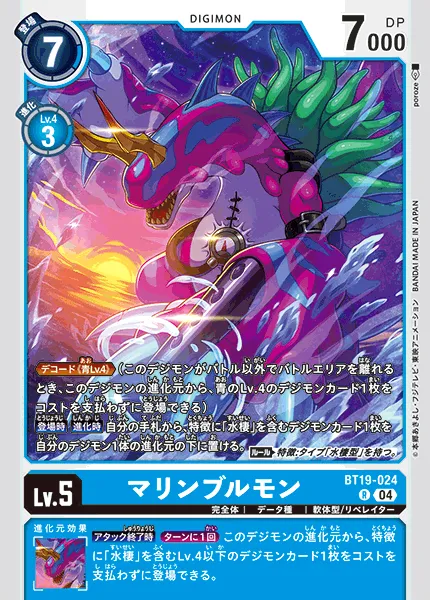 登場
7
DIGIMON
7000
DP
進化
Lv.4
3
poroze
©本郷あきよし・フジテレビ・東映アニメーション BANDAI MADE IN JAPAN
デコード《青Lv.4》（このデジモンがバトル以外でバトルエリアを離れる
とき、このデジモンの進化元から、青のLv.4のデジモンカード1枚を
コストを支払わずに登場できる）
登場時 進化時 自分の手札から、特徴に「水棲」を含むデジモンカード1枚を
自分のデジモン1体の進化元の下に置ける。
ルール 特徴：タイプ「水棲型」を持つ。
Lv.5
マリンブルモン
BT19-024
R 04
完全体
データ種
軟体型/リベレイター
進化元効果
アタック終了時 ターンに1回 このデジモンの進化元から、特徴
に「水棲」を含むLv.4以下のデジモンカード1枚をコストを
支払わずに登場できる。